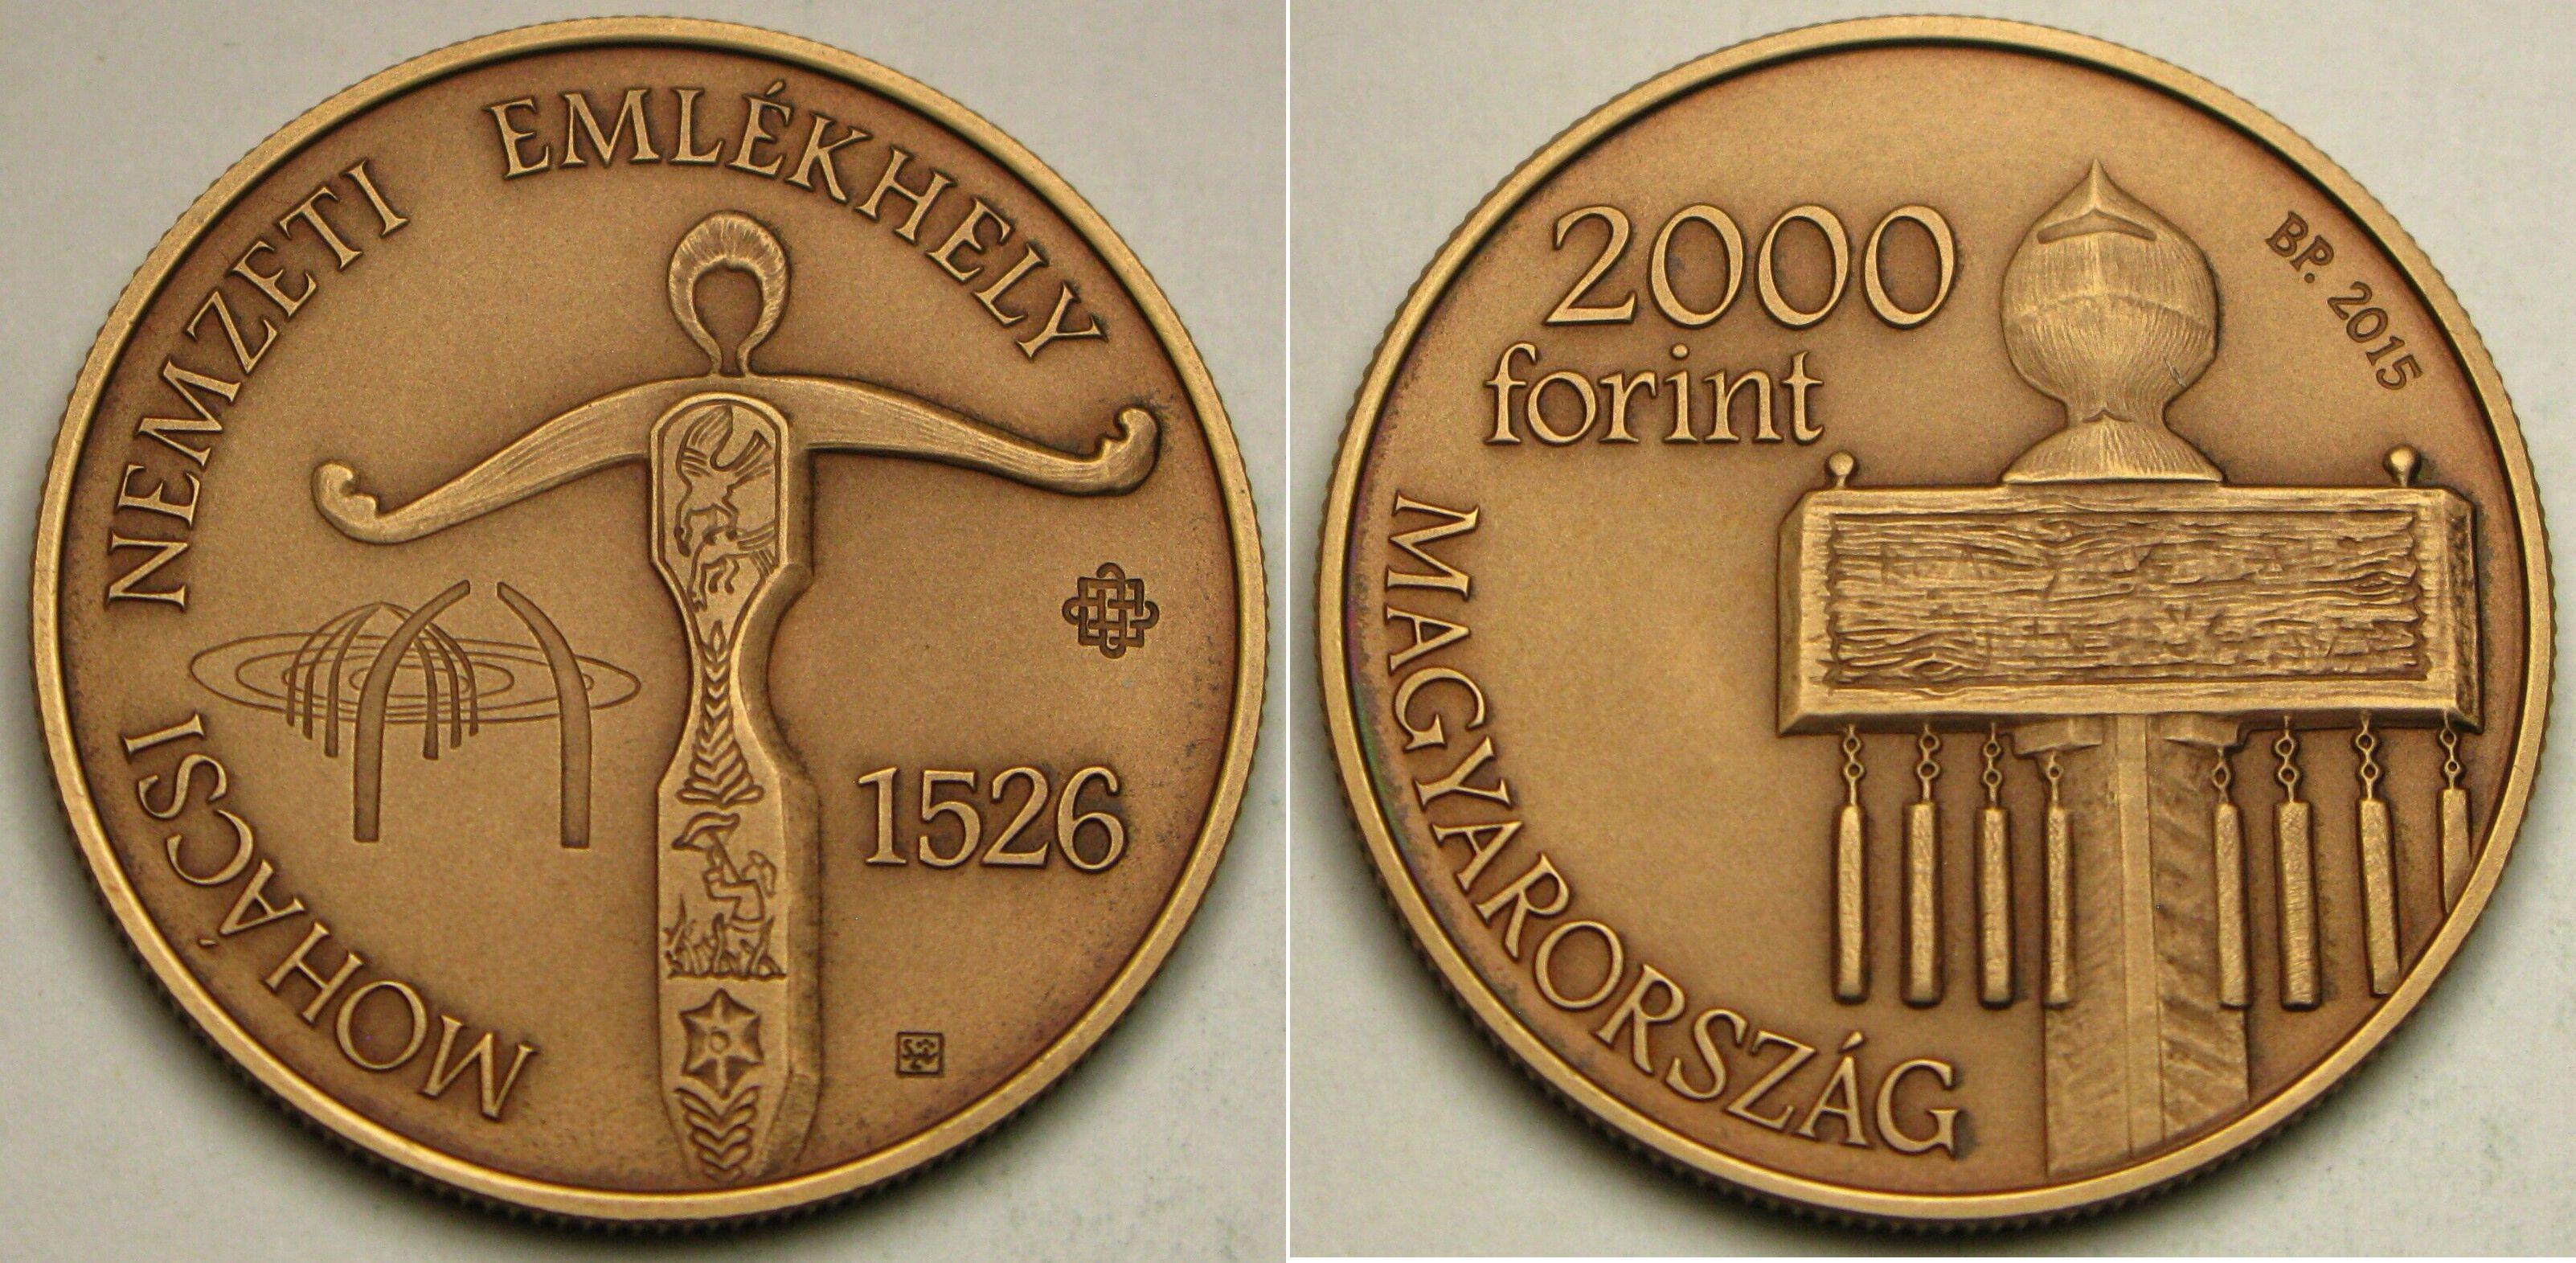 MOHÁCSI NEMZETI EMLÉKHELY
1526
2000
forint
BP. 2015
MAGYARORSZÁG